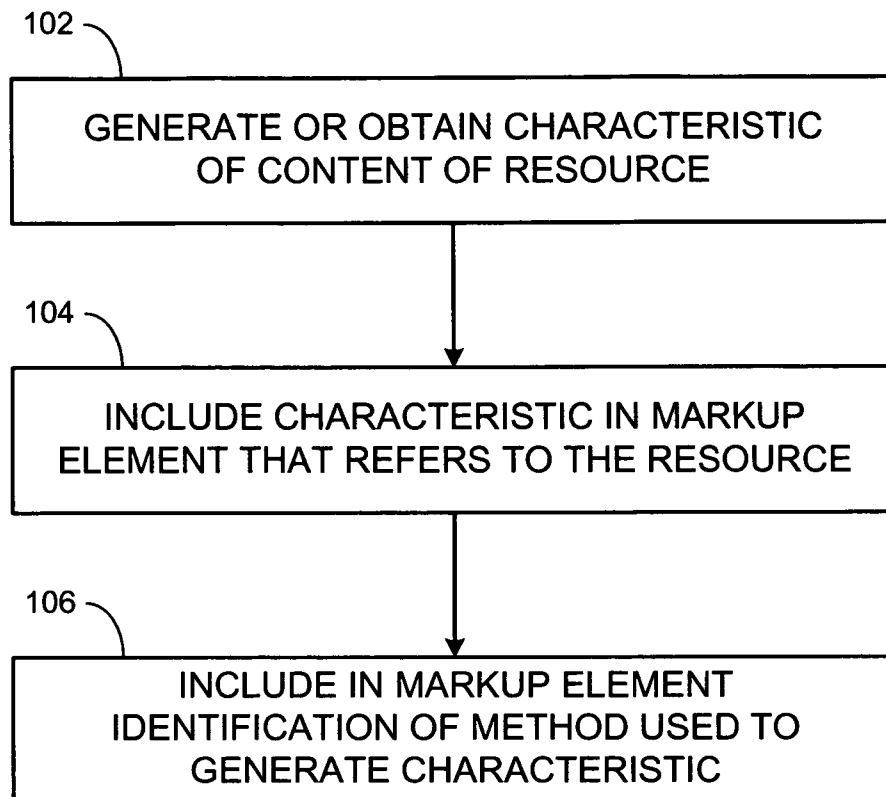 102
GENERATE OR OBTAIN CHARACTERISTIC
OF CONTENT OF RESOURCE
104
INCLUDE CHARACTERISTIC IN MARKUP
ELEMENT THAT REFERS TO THE RESOURCE
106
INCLUDE IN MARKUP ELEMENT
IDENTIFICATION OF METHOD USED TO
GENERATE CHARACTERISTIC